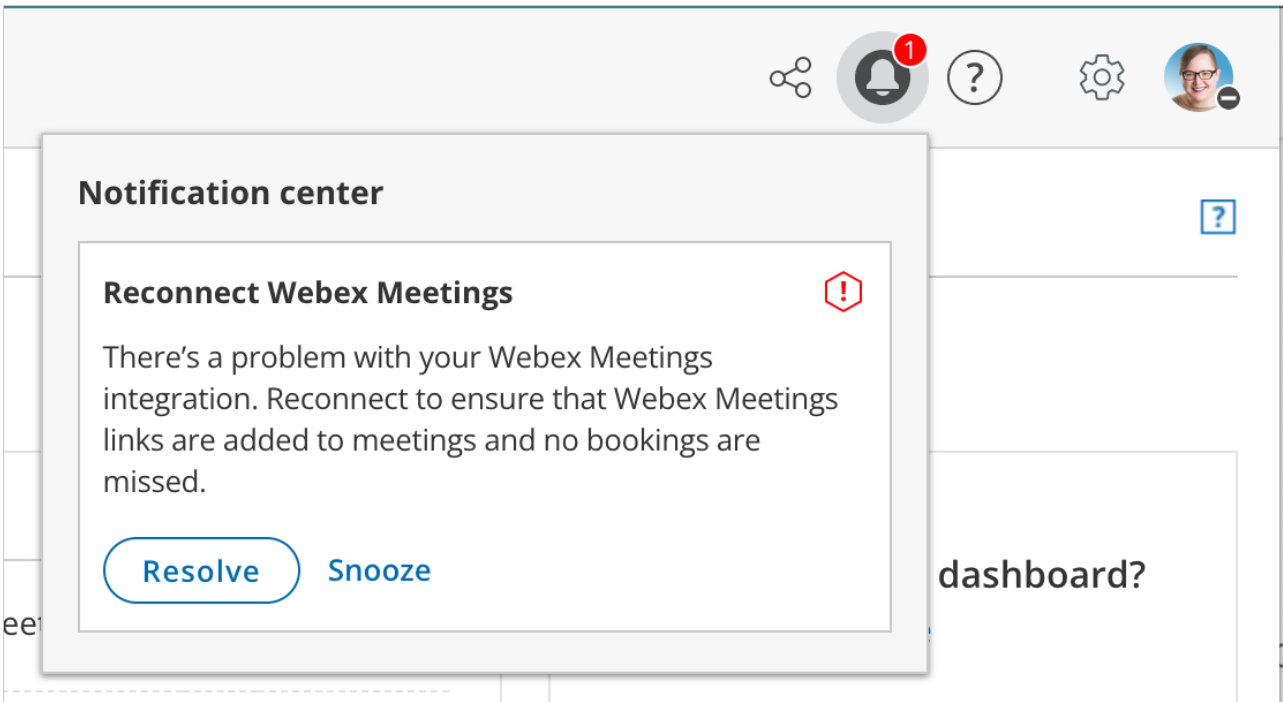 1
?
Notification center
?
Reconnect Webex Meetings
!
There’s a problem with your Webex Meetings
integration. Reconnect to ensure that Webex Meetings
links are added to meetings and no bookings are
missed.
Resolve Snooze
dashboard?
eet